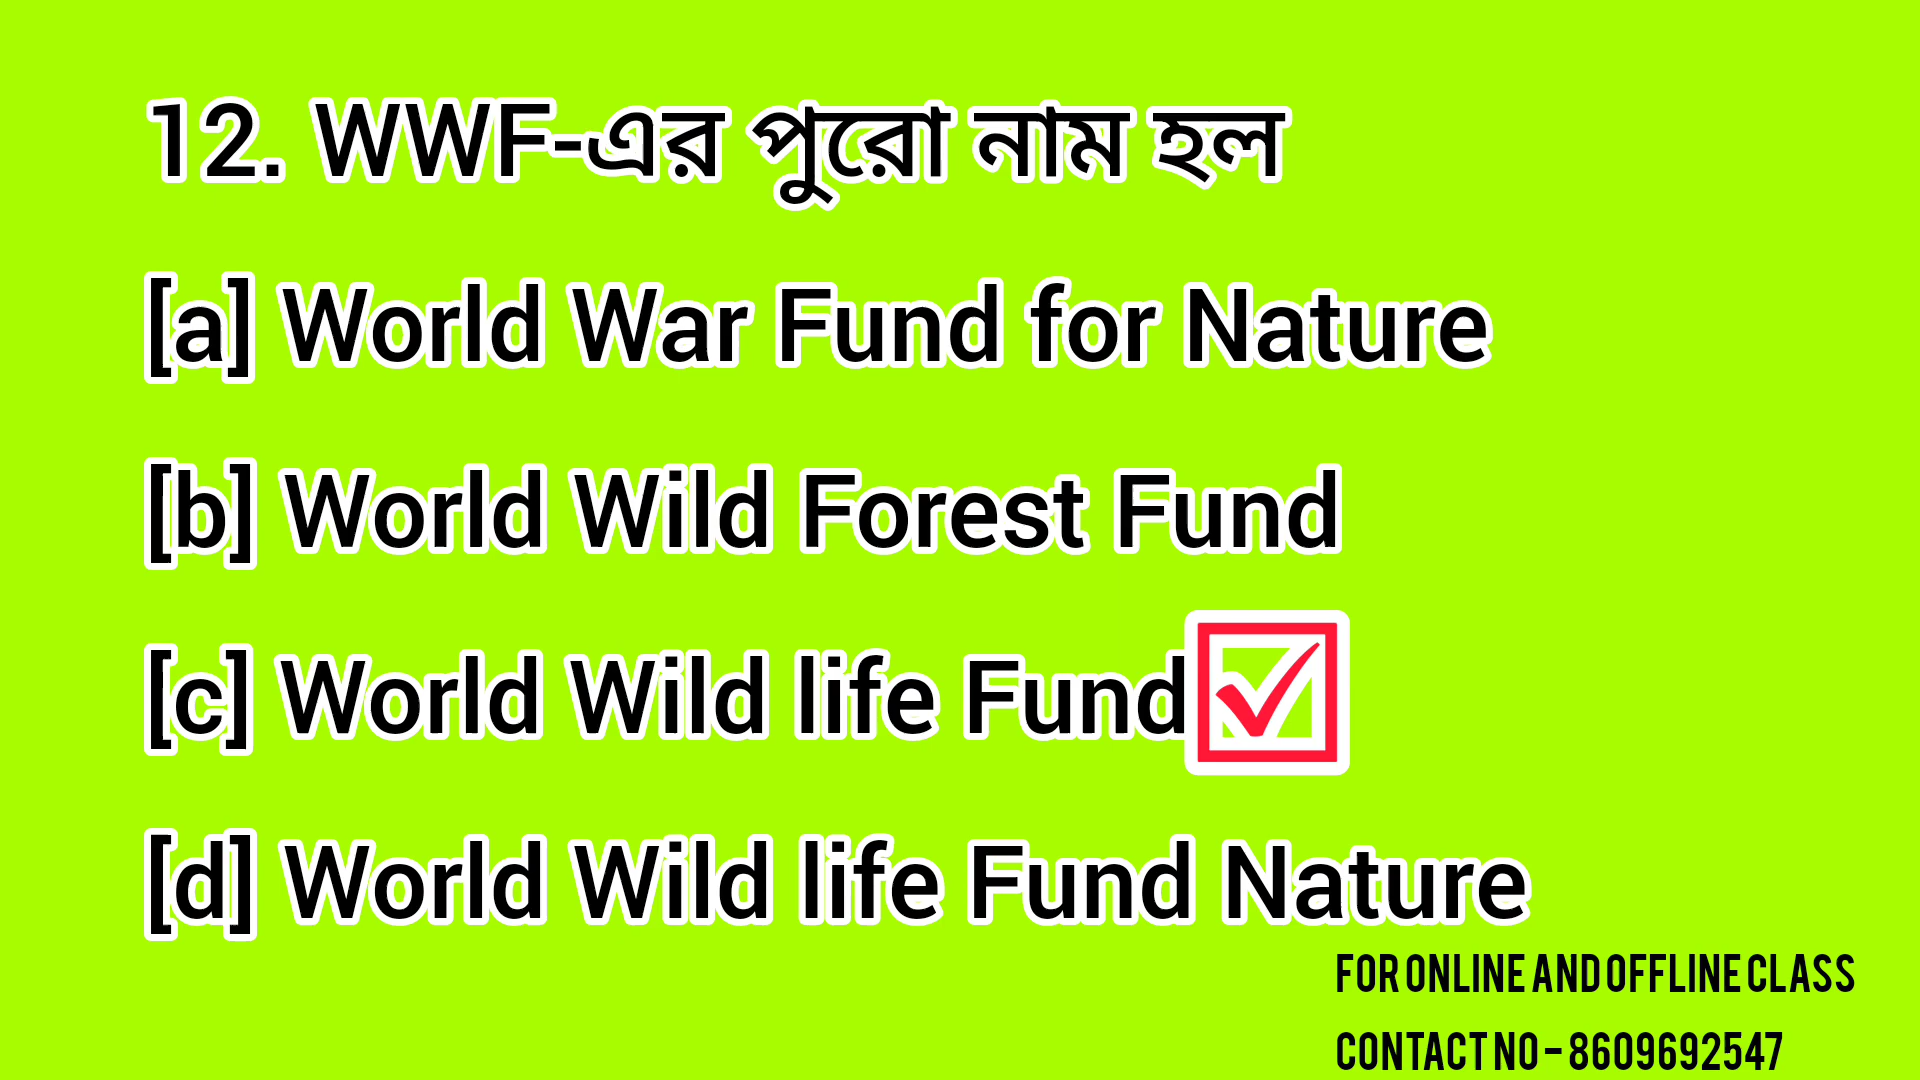 12. WWF-এর পুরো নাম হল
[a] World War Fund for Nature
[b] World Wild Forest Fund
[c] World Wild life Fund
[d] World Wild life Fund Nature
FOR ONLINE AND OFFLINE CLASS
CONTACT NO - 8609692547